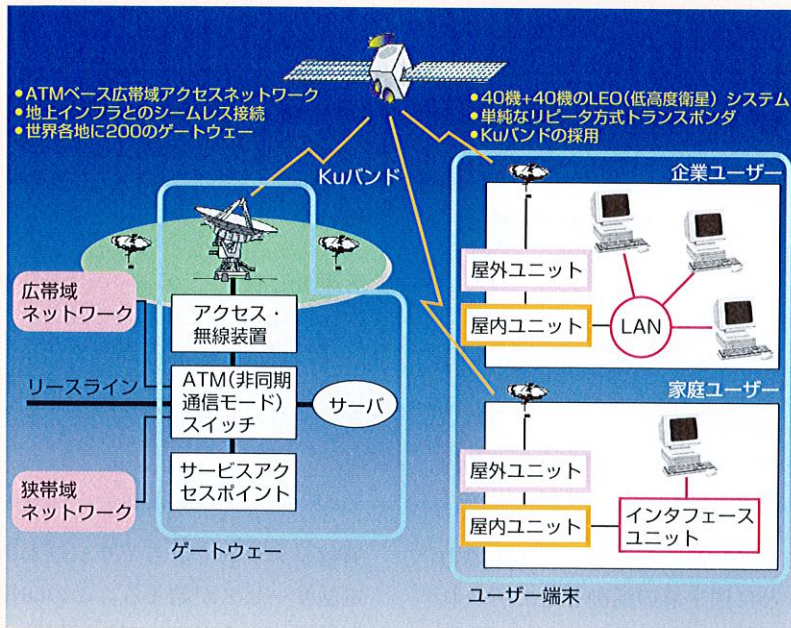 ●ATMベース広帯域アクセスネットワーク
●地上インフラとのシームレス接続
●世界各地に200のゲートウェー
●40機+40機のLEO(低高度衛星) システム
●単純なリピータ方式トランスポンダ
●Kuバンドの採用
Kuバンド
広帯域
ネットワーク
アクセス・
無線装置
リースライン
ATM(非同期
通信モード)
スイッチ
サーバ
狭帯域
ネットワーク
サービスアク
セスポイント
ゲートウェー
企業ユーザー
屋外ユニット
屋内ユニット
LAN
家庭ユーザー
屋外ユニット
屋内ユニット
インタフェース
ユニット
ユーザー端末